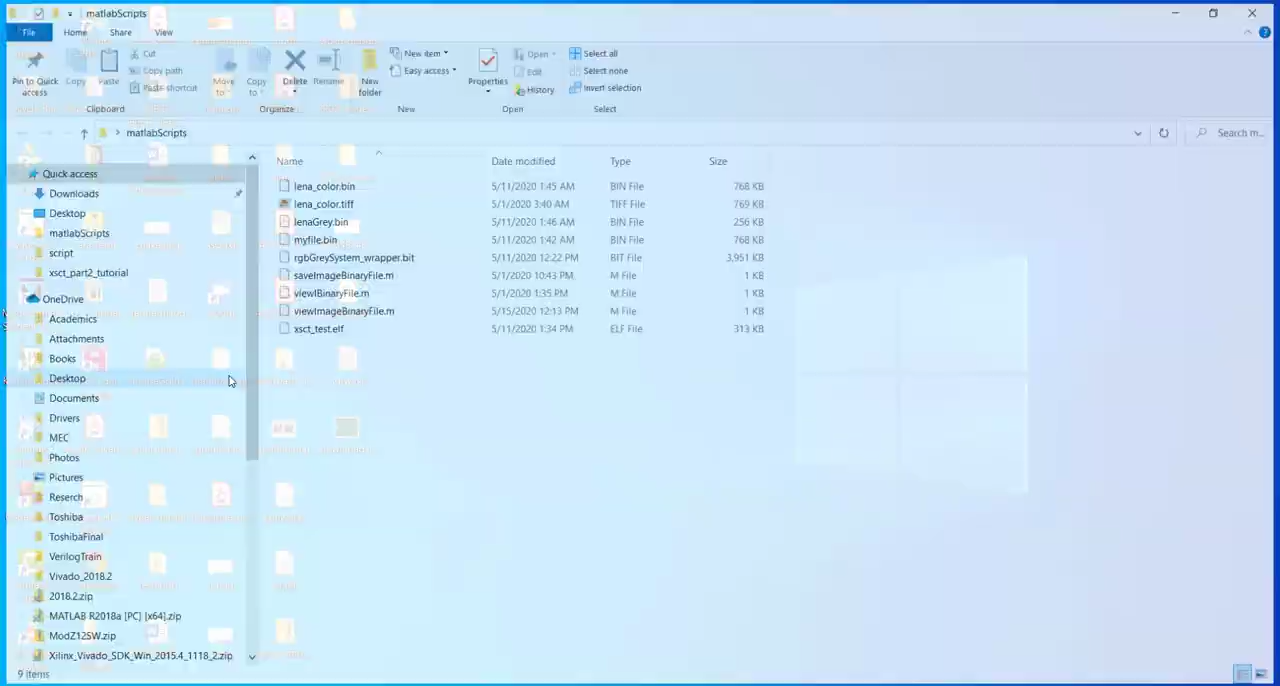 matlabScripts
File Home Share View
Pin to Quick access
Copy
Paste
Cut
Copy path
Paste shortcut
Clipboard
Move to
Copy to
Delete
Rename
Organize
New folder
New item
Easy access
New
Properties
Open
Edit
History
Open
Select all
Select none
Invert selection
Select
matlabScripts
Search m...
Name Date modified Type Size
lena_color.bin 5/11/2020 1:45 AM BIN File 768 KB
lena_color.tiff 5/1/2020 3:40 AM TIFF File 769 KB
lenaGrey.bin 5/11/2020 1:46 AM BIN File 256 KB
myfile.bin 5/11/2020 1:42 AM BIN File 768 KB
rgbGreySystem_wrapper.bit 5/11/2020 12:22 PM BIT File 3,951 KB
saveImageBinaryFile.m 5/1/2020 10:43 PM M File 1 KB
viewIBinaryFile.m 5/1/2020 1:35 PM M File 1 KB
viewImageBinaryFile.m 5/15/2020 12:13 PM M File 1 KB
xsct_test.elf 5/11/2020 1:34 PM ELF File 313 KB
Quick access
Downloads
Desktop
matlabScripts
script
xsct_part2_tutorial
OneDrive
Academics
Attachments
Books
Desktop
Documents
Drivers
MEC
Photos
Pictures
Reserch
Toshiba
ToshibaFinal
VerilogTrain
Vivado_2018.2
2018.2.zip
MATLAB R2018a [PC] [x64].zip
ModZ12SW.zip
Xilinx_Vivado_SDK_Win_2015.4_1118_2.zip
9 items